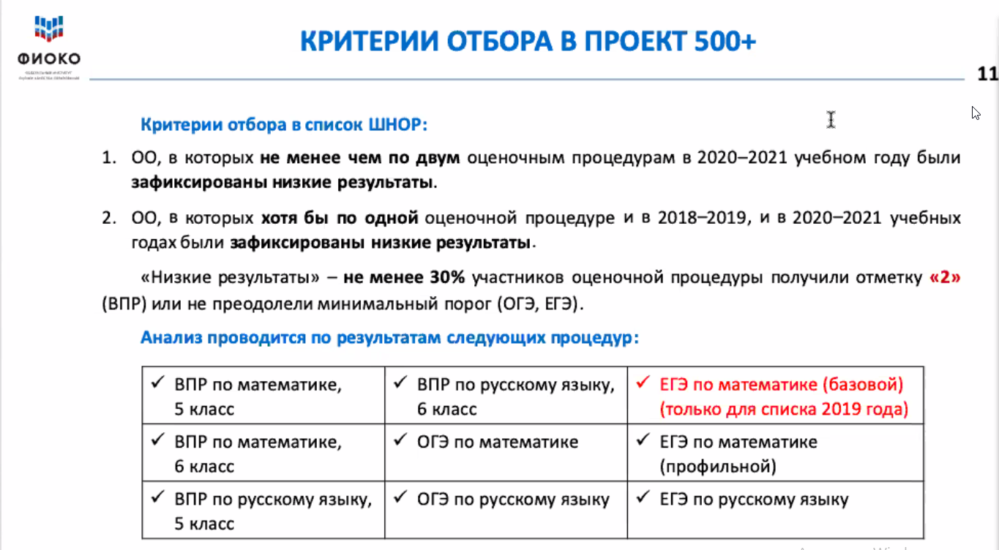 КРИТЕРИИ ОТБОРА В ПРОЕКТ 500+
ФИОКО
11
Критерии отбора в список ШНОР:
1. ОО, в которых не менее чем по двум оценочным процедурам в 2020–2021 учебном году были
зафиксированы низкие результаты.
2. ОО, в которых хотя бы по одной оценочной процедуре и в 2018–2019, и в 2020–2021 учебных
годах были зафиксированы низкие результаты.
«Низкие результаты» – не менее 30% участников оценочной процедуры получили отметку «2»
(ВПР) или не преодолели минимальный порог (ОГЭ, ЕГЭ).
Анализ проводится по результатам следующих процедур:
✓ ВПР по математике,
5 класс
✓ ВПР по русскому языку,
6 класс
✓ ЕГЭ по математике (базовой)
(только для списка 2019 года)
✓ ВПР по математике,
6 класс
✓ ОГЭ по математике
✓ ЕГЭ по математике
(профильной)
✓ ВПР по русскому языку,
5 класс
✓ ОГЭ по русскому языку
✓ ЕГЭ по русскому языку